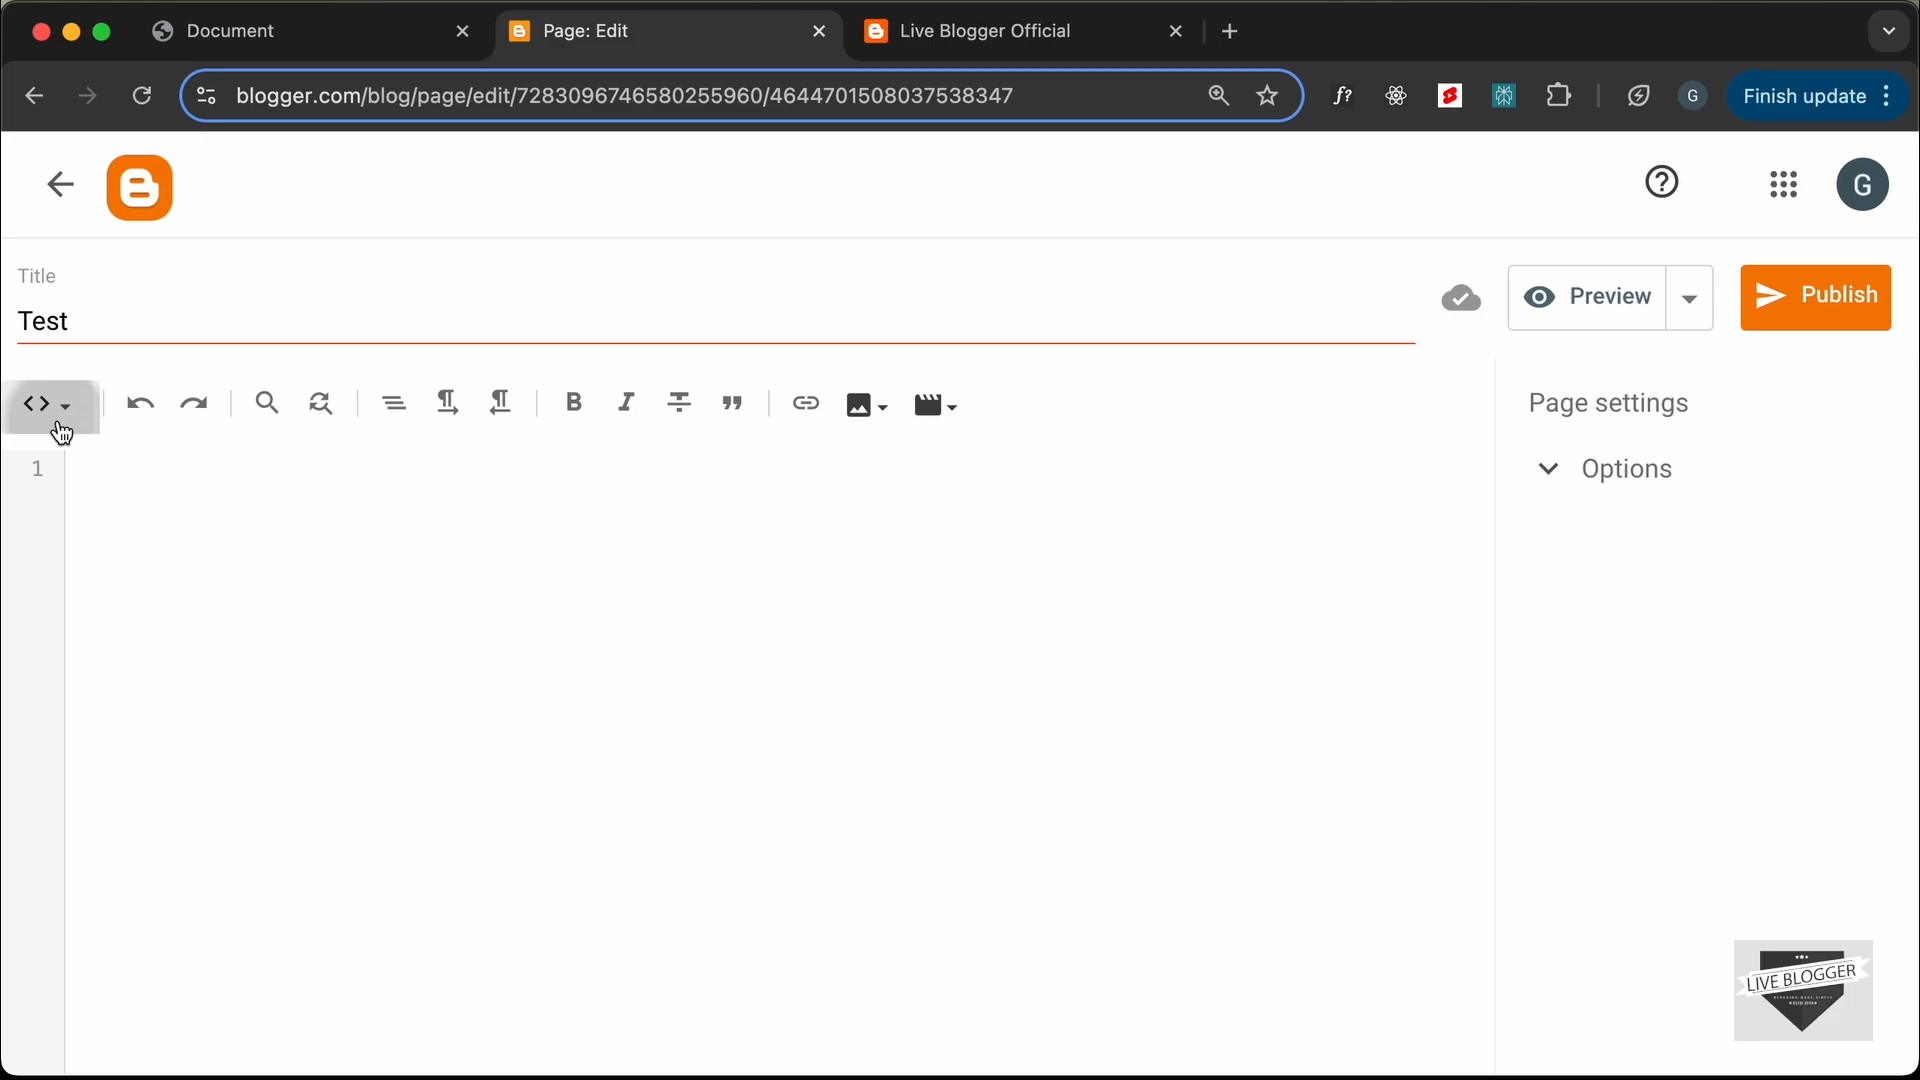 Document
Page: Edit
Live Blogger Official
blogger.com/blog/page/edit/7283096746580255960/4644701508037538347
f?
G
Finish update
G
Title
Test
Preview
Publish
Page settings
Options
1
LIVE BLOGGER